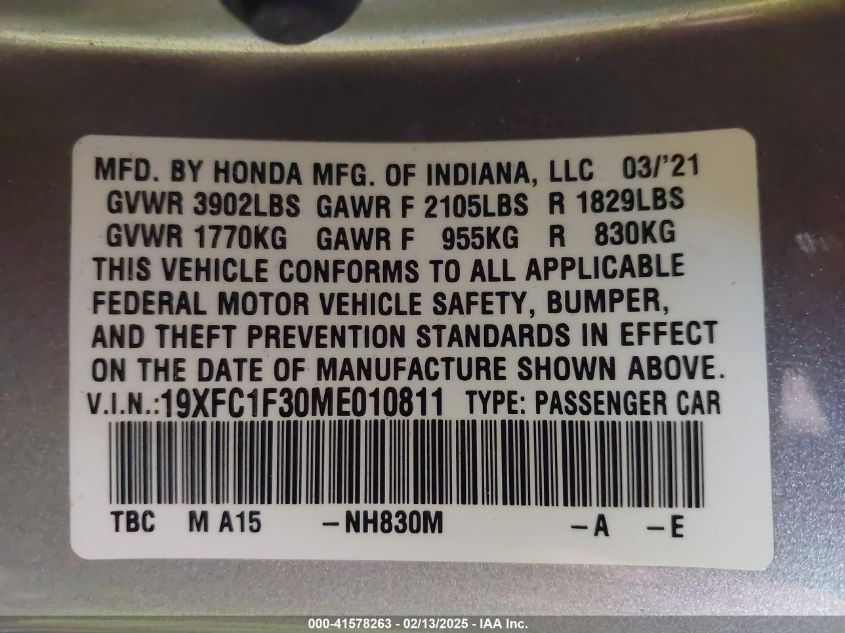 MFD. BY HONDA MFG. OF INDIANA, LLC 03/'21
GVWR 3902LBS GAWR F 2105LBS R 1829LBS
GVWR 1770KG GAWR F 955KG R 830KG
THIS VEHICLE CONFORMS TO ALL APPLICABLE
FEDERAL MOTOR VEHICLE SAFETY, BUMPER,
AND THEFT PREVENTION STANDARDS IN EFFECT
ON THE DATE OF MANUFACTURE SHOWN ABOVE.
V.I.N.:19XFC1F30ME010811 TYPE: PASSENGER CAR
TBC M A15 -NH830M -A -E
000-41578263 - 02/13/2025 - IAA Inc.